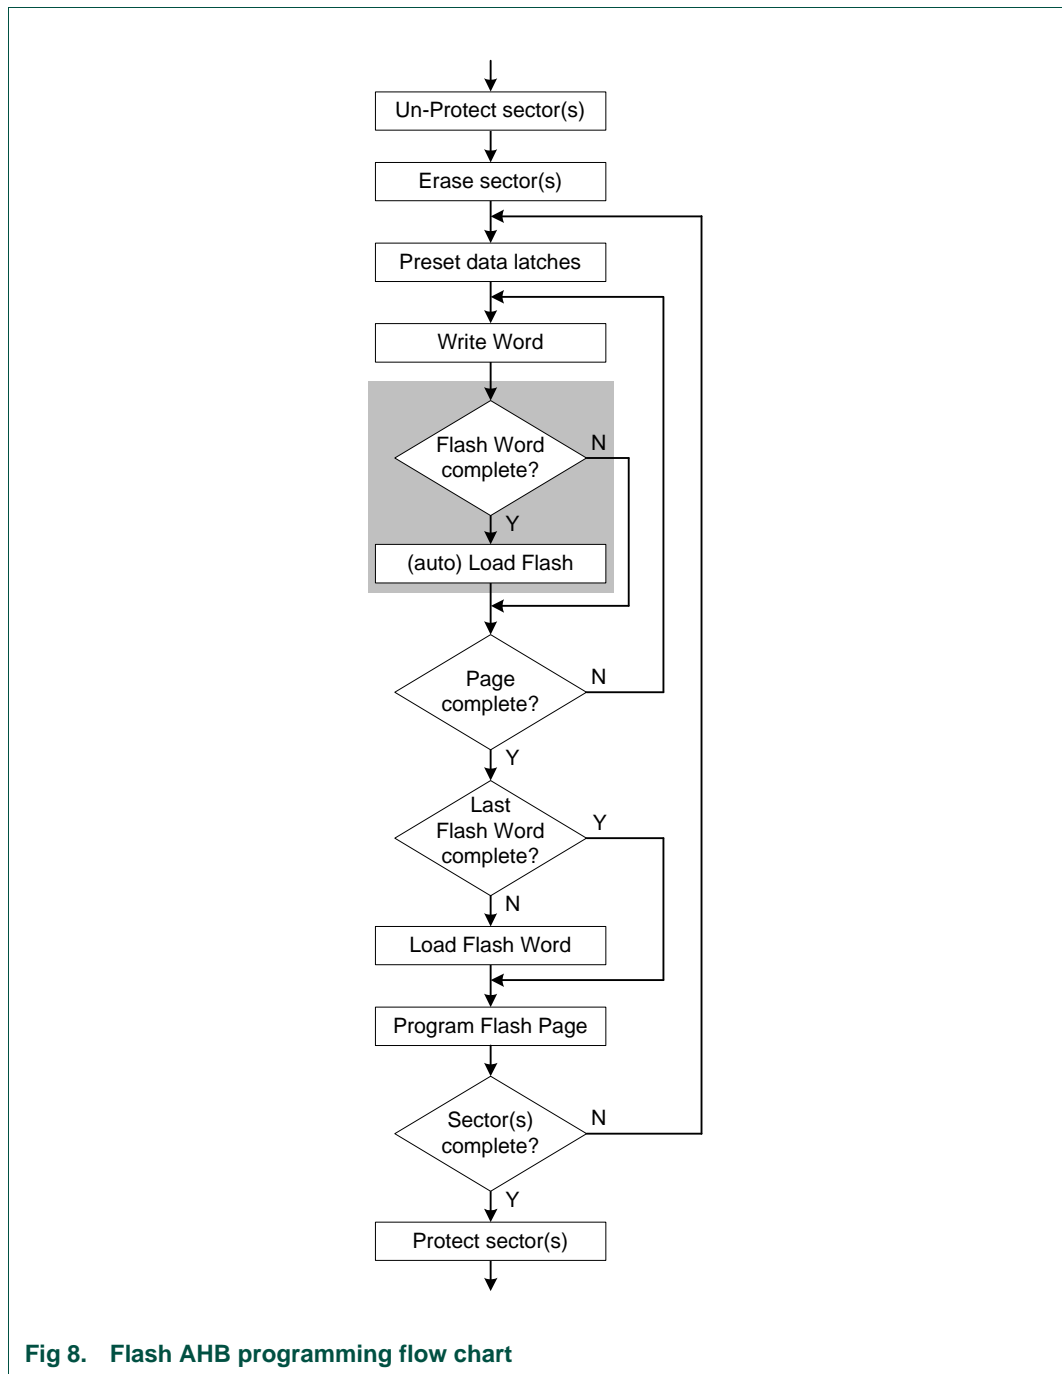 Un-Protect sector(s)
Erase sector(s)
Preset data latches
Write Word
Flash Word
complete?
N
Y
(auto) Load Flash
Page
complete?
N
Y
Last
Flash Word
complete?
Y
N
Load Flash Word
Program Flash Page
Sector(s)
complete?
N
Y
Protect sector(s)
Fig 8. Flash AHB programming flow chart